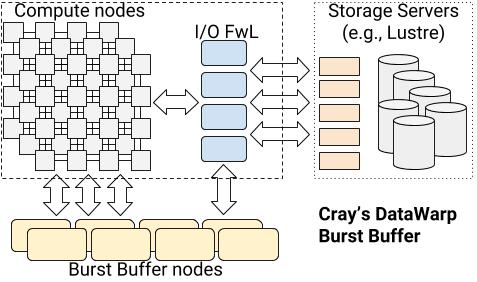 Compute nodes
I/O FwL
Storage Servers
(e.g., Lustre)
Cray's DataWarp
Burst Buffer
Burst Buffer nodes